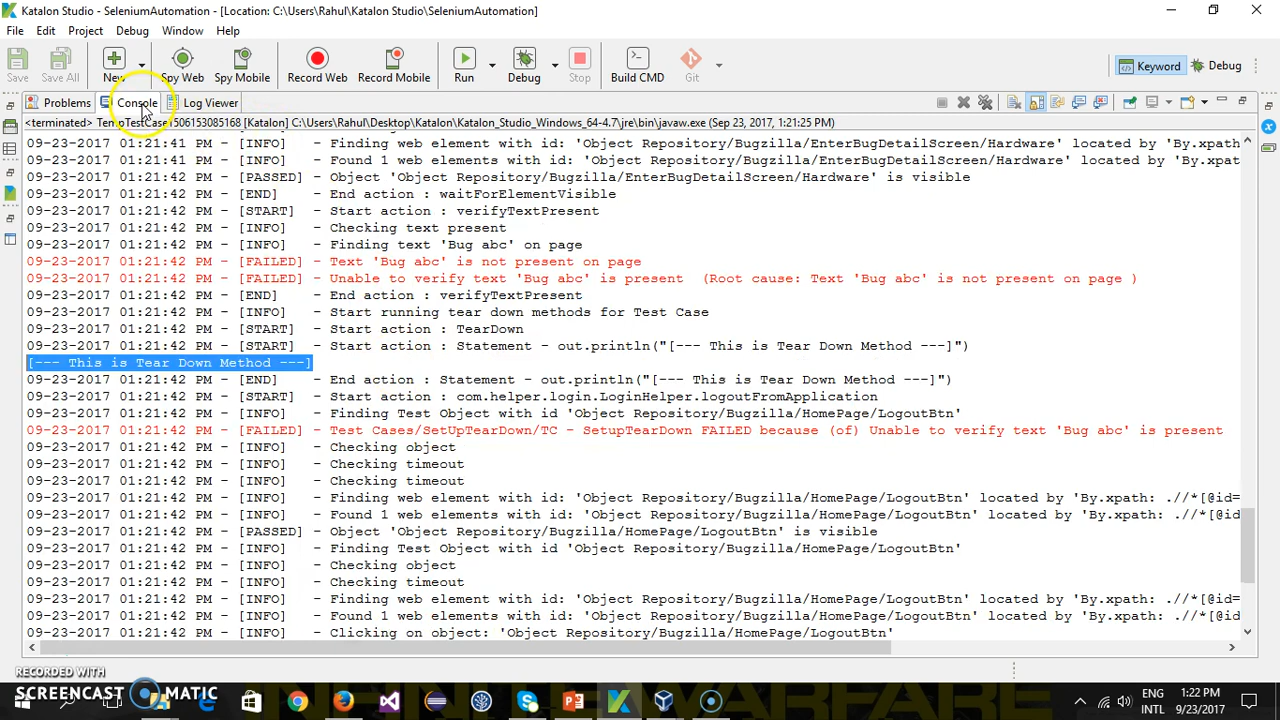 Katalon Studio - SeleniumAutomation - [Location: C:\Users\Rahul\Katalon Studio\SeleniumAutomation]
File Edit Project Debug Window Help
Save Save All New Spy Web Spy Mobile Record Web Record Mobile Run Debug Stop Build CMD Git Keyword Debug
Problems Console Log Viewer
<terminated> TempTestCase1506153085168 [Katalon] C:\Users\Rahul\Desktop\Katalon\Katalon_Studio_Windows_64-4.7\jre\bin\javaw.exe (Sep 23, 2017, 1:21:25 PM)
09-23-2017 01:21:41 PM - [INFO]   - Finding web element with id: 'Object Repository/Bugzilla/EnterBugDetailScreen/Hardware' located by 'By.xpath:
09-23-2017 01:21:41 PM - [INFO]   - Found 1 web elements with id: 'Object Repository/Bugzilla/EnterBugDetailScreen/Hardware' located by 'By.xpat
09-23-2017 01:21:42 PM - [PASSED] - Object 'Object Repository/Bugzilla/EnterBugDetailScreen/Hardware' is visible
09-23-2017 01:21:42 PM - [END]    - End action : waitForElementVisible
09-23-2017 01:21:42 PM - [START]  - Start action : verifyTextPresent
09-23-2017 01:21:42 PM - [INFO]   - Checking text present
09-23-2017 01:21:42 PM - [INFO]   - Finding text 'Bug abc' on page
09-23-2017 01:21:42 PM - [FAILED] - Text 'Bug abc' is not present on page
09-23-2017 01:21:42 PM - [FAILED] - Unable to verify text 'Bug abc' is present  (Root cause: Text 'Bug abc' is not present on page )
09-23-2017 01:21:42 PM - [END]    - End action : verifyTextPresent
09-23-2017 01:21:42 PM - [INFO]   - Start running tear down methods for Test Case
09-23-2017 01:21:42 PM - [START]  - Start action : TearDown
09-23-2017 01:21:42 PM - [START]  - Start action : Statement - out.println("[--- This is Tear Down Method ---]")
[--- This is Tear Down Method ---]
09-23-2017 01:21:42 PM - [END]    - End action : Statement - out.println("[--- This is Tear Down Method ---]")
09-23-2017 01:21:42 PM - [START]  - Start action : com.helper.login.LoginHelper.logoutFromApplication
09-23-2017 01:21:42 PM - [INFO]   - Finding Test Object with id 'Object Repository/Bugzilla/HomePage/LogoutBtn'
09-23-2017 01:21:42 PM - [FAILED] - Test Cases/SetUpTearDown/TC - SetupTearDown FAILED because (of) Unable to verify text 'Bug abc' is present
09-23-2017 01:21:42 PM - [INFO]   - Checking object
09-23-2017 01:21:42 PM - [INFO]   - Checking timeout
09-23-2017 01:21:42 PM - [INFO]   - Checking timeout
09-23-2017 01:21:42 PM - [INFO]   - Finding web element with id: 'Object Repository/Bugzilla/HomePage/LogoutBtn' located by 'By.xpath: .//*[@id=
09-23-2017 01:21:42 PM - [INFO]   - Found 1 web elements with id: 'Object Repository/Bugzilla/HomePage/LogoutBtn' located by 'By.xpath: .//*[@id
09-23-2017 01:21:42 PM - [PASSED] - Object 'Object Repository/Bugzilla/HomePage/LogoutBtn' is visible
09-23-2017 01:21:42 PM - [INFO]   - Finding Test Object with id 'Object Repository/Bugzilla/HomePage/LogoutBtn'
09-23-2017 01:21:42 PM - [INFO]   - Checking object
09-23-2017 01:21:42 PM - [INFO]   - Checking timeout
09-23-2017 01:21:42 PM - [INFO]   - Finding web element with id: 'Object Repository/Bugzilla/HomePage/LogoutBtn' located by 'By.xpath: .//*[@id=
09-23-2017 01:21:42 PM - [INFO]   - Found 1 web elements with id: 'Object Repository/Bugzilla/HomePage/LogoutBtn' located by 'By.xpath: .//*[@id
09-23-2017 01:21:42 PM - [INFO]   - Clicking on object: 'Object Repository/Bugzilla/HomePage/LogoutBtn'
RECORDED WITH
SCREENCAST MATIC
ENG 1:22 PM
INTL 9/23/2017